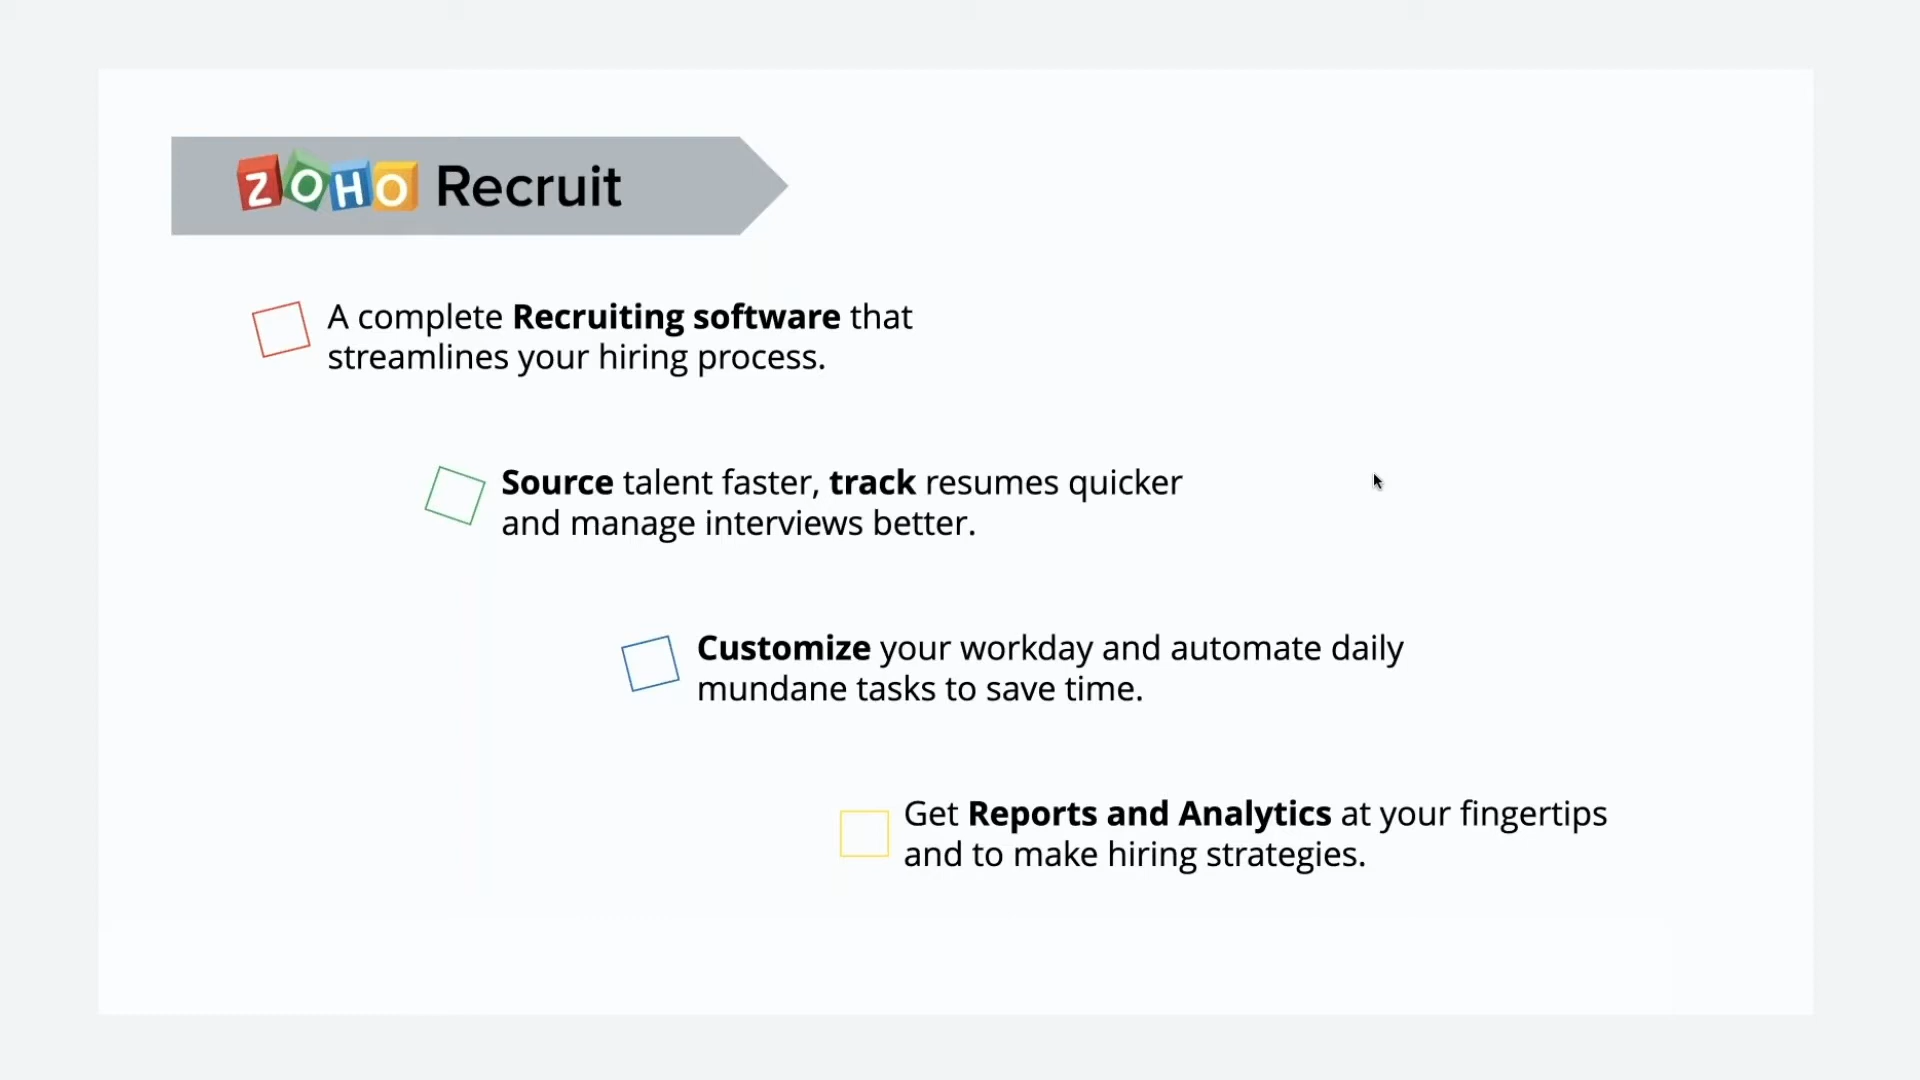 ZOHO Recruit
A complete Recruiting software that
streamlines your hiring process.
Source talent faster, track resumes quicker
and manage interviews better.
Customize your workday and automate daily
mundane tasks to save time.
Get Reports and Analytics at your fingertips
and to make hiring strategies.